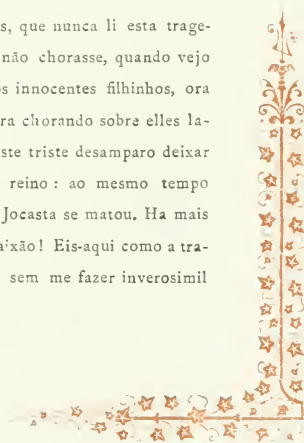 s, que nunca li esta trage-
não chorasse, quando vejo
os innocentes filhinhos, ora
ra chorando sobre elles la-
ste triste desamparo deixar
reino : ao mesmo tempo
Jocasta se matou. Ha mais
a'xão! Eis-aqui como a tra-
sem me fazer inverosimil